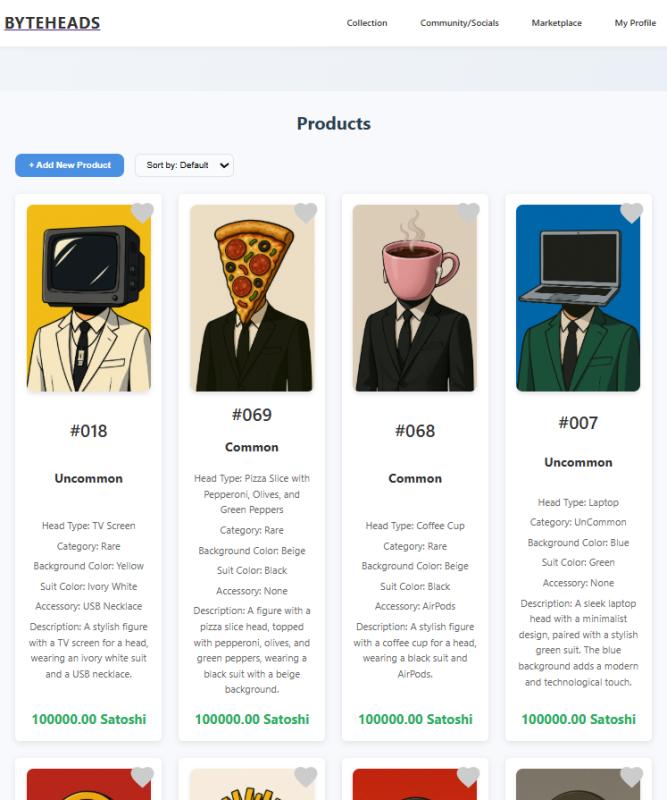 BYTEHEADS
Collection
Community/Socials
Marketplace
My Profile
Products
+ Add New Product
Sort by: Default
#018
Uncommon
Head Type: TV Screen
Category: Rare
Background Color: Yellow
Suit Color: Ivory White
Accessory: USB Necklace
Description: A stylish figure
with a TV screen for a head,
wearing an ivory white suit
and a USB necklace.
100000.00 Satoshi
#069
Common
Head Type: Pizza Slice with
Pepperoni, Olives, and
Green Peppers
Category: Rare
Background Color: Beige
Suit Color: Black
Accessory: None
Description: A figure with a
pizza slice head, topped
with pepperoni, olives, and
green peppers, wearing a
black suit with a beige
background.
100000.00 Satoshi
#068
Common
Head Type: Coffee Cup
Category: Rare
Background Color: Beige
Suit Color: Black
Accessory: AirPods
Description: A stylish figure
with a coffee cup for a head,
wearing a black suit and
AirPods.
100000.00 Satoshi
#007
Uncommon
Head Type: Laptop
Category: UnCommon
Background Color: Blue
Suit Color: Green
Accessory: None
Description: A sleek laptop
head with a minimalist
design, paired with a stylish
green suit. The blue
background adds a modern
and technological touch.
100000.00 Satoshi